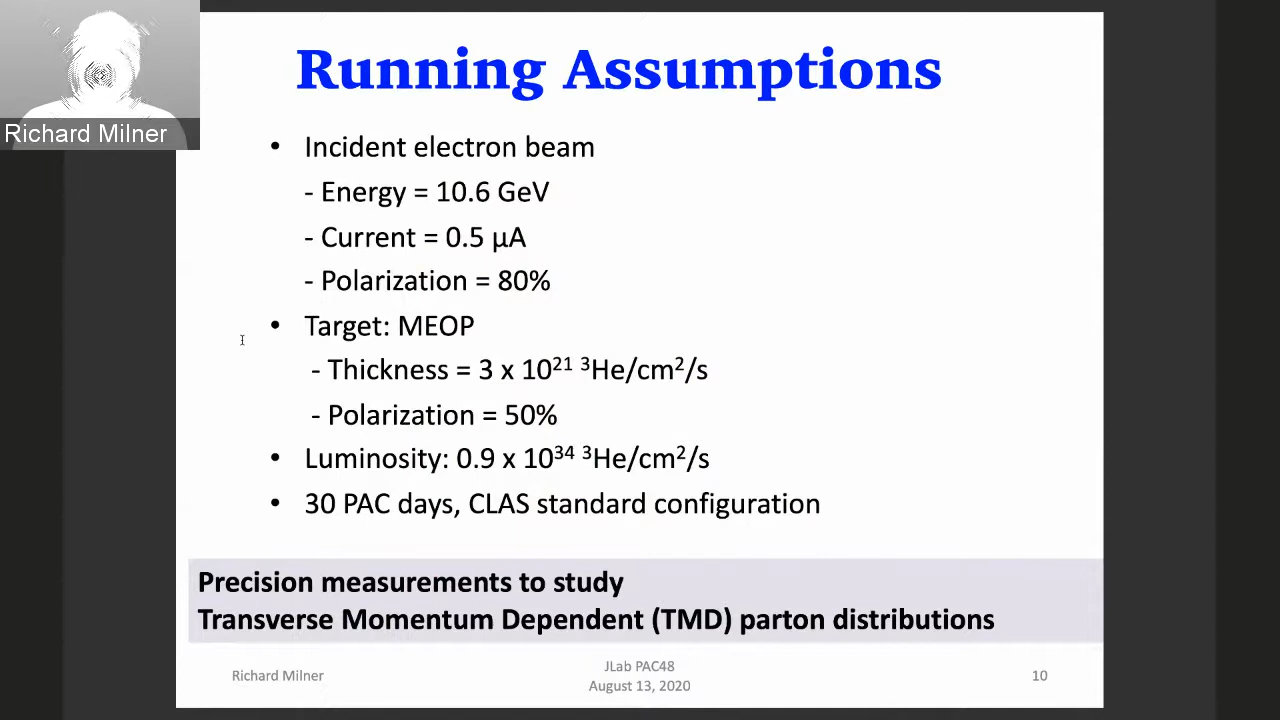 Richard Milner
Running Assumptions
• Incident electron beam
- Energy = 10.6 GeV
- Current = 0.5 µA
- Polarization = 80%
• Target: MEOP
- Thickness = 3 x 10²¹ ³He/cm²/s
- Polarization = 50%
• Luminosity: 0.9 x 10³⁴ ³He/cm²/s
• 30 PAC days, CLAS standard configuration
Precision measurements to study
Transverse Momentum Dependent (TMD) parton distributions
Richard Milner
JLab PAC48
August 13, 2020
10